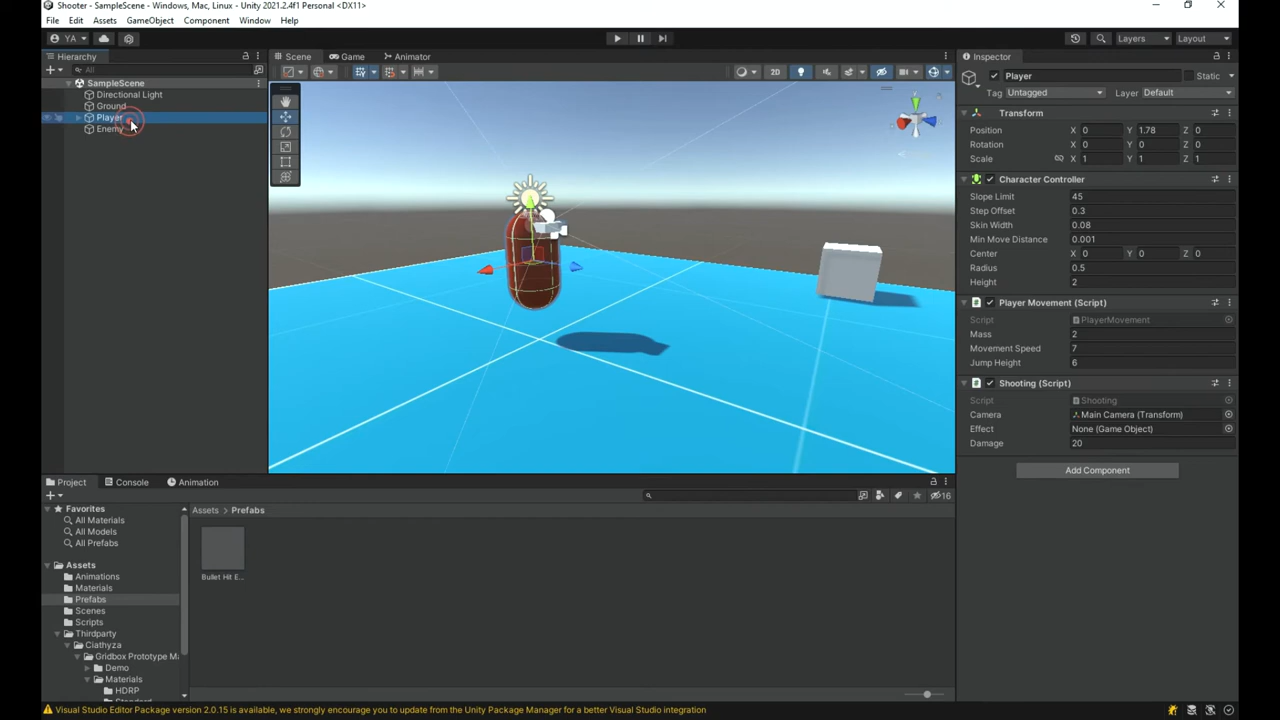 Shooter - SampleScene - Windows, Mac, Linux - Unity 2021.2.4f1 Personal <DX11>
File Edit Assets GameObject Component Window Help
YA Layers Layout
Hierarchy
All
SampleScene
Directional Light
Ground
Player
Enemy
Scene Game Animator
2D
Inspector
Player Static
Tag Untagged Layer Default
Transform
Position X 0 Y 1.78 Z 0
Rotation X 0 Y 0 Z 0
Scale X 1 Y 1 Z 1
Character Controller
Slope Limit 45
Step Offset 0.3
Skin Width 0.08
Min Move Distance 0.001
Center X 0 Y 0 Z 0
Radius 0.5
Height 2
Player Movement (Script)
Script PlayerMovement
Mass 2
Movement Speed 7
Jump Height 6
Shooting (Script)
Script Shooting
Camera Main Camera (Transform)
Effect None (Game Object)
Damage 20
Add Component
Project Console Animation
16
Favorites
All Materials
All Models
All Prefabs
Assets
Animations
Materials
Prefabs
Scenes
Scripts
Thirdparty
Ciathyza
Gridbox Prototype Ma
Demo
Materials
HDRP
Assets > Prefabs
Bullet Hit E...
Visual Studio Editor Package version 2.0.15 is available, we strongly encourage you to update from the Unity Package Manager for a better Visual Studio integration